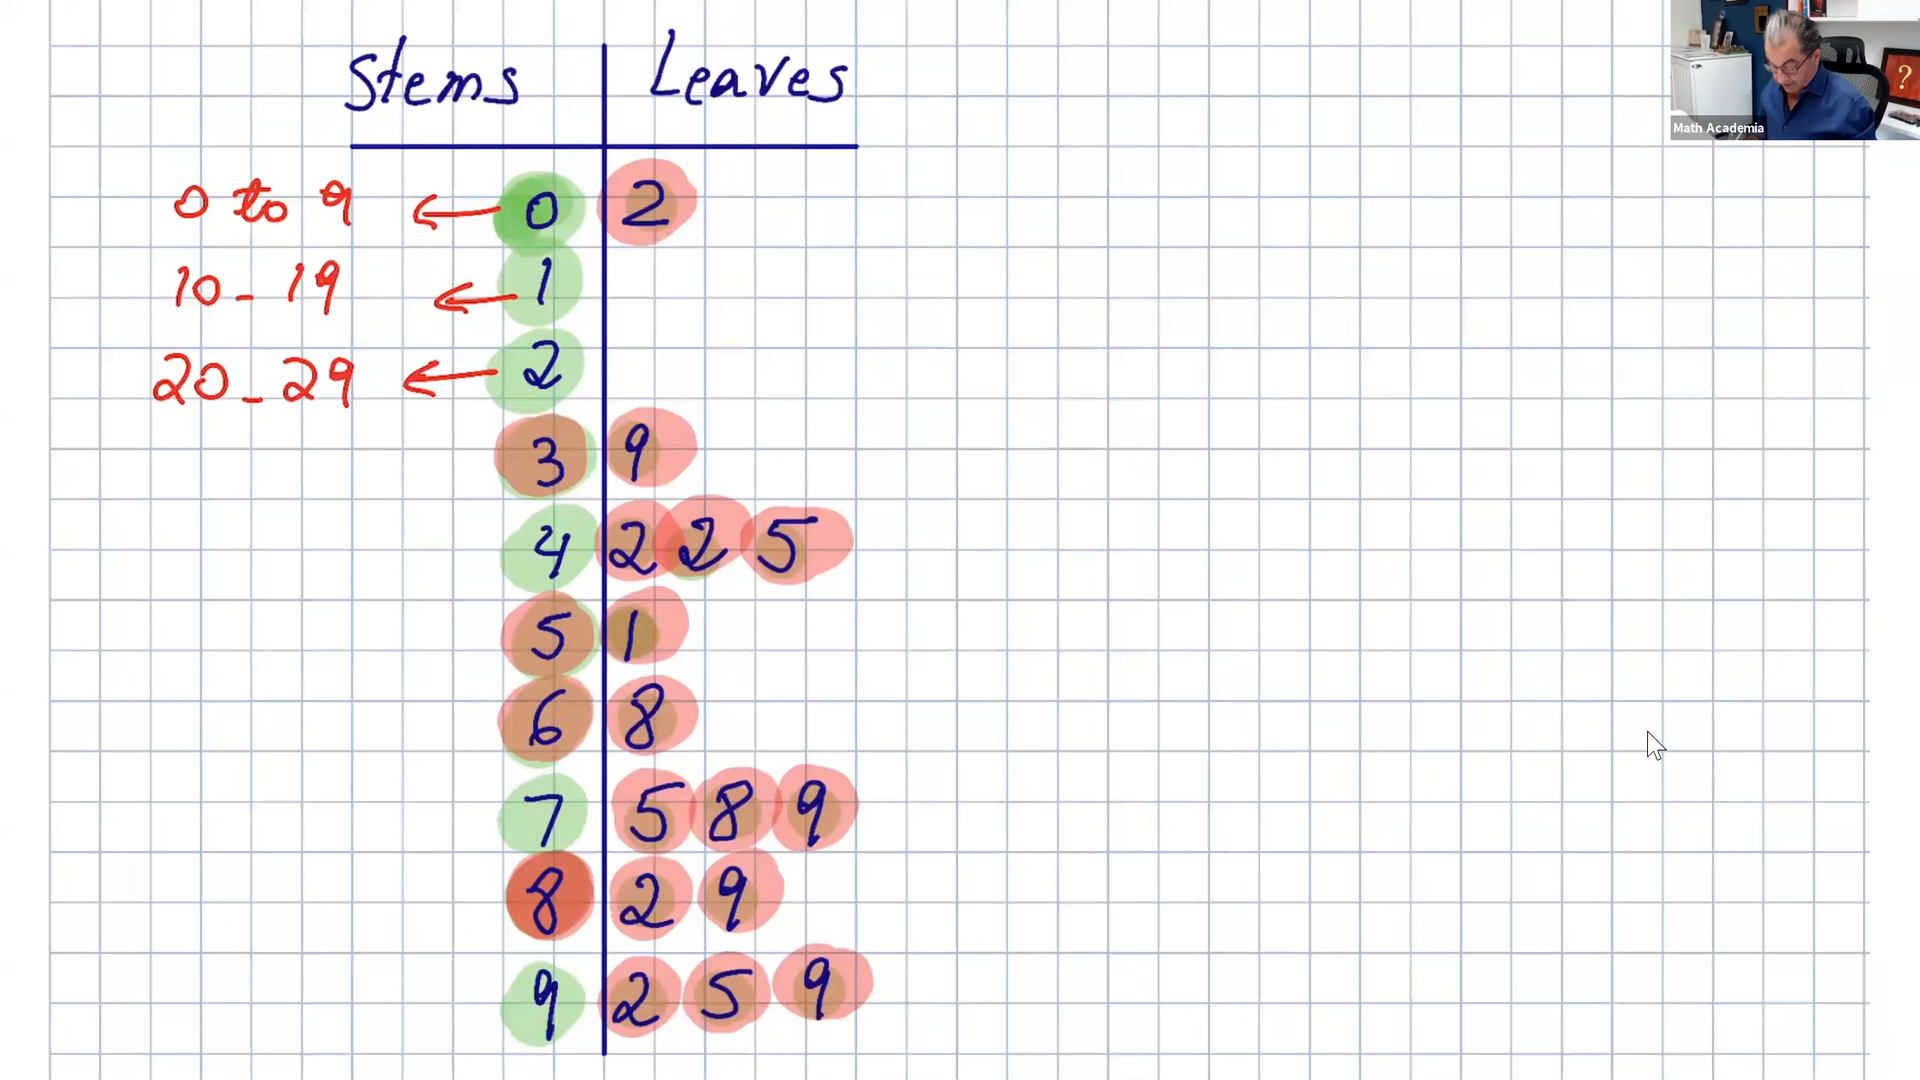 Stems Leaves
?
Math Academia
0 to 9 ← 0 2
10 - 19 ← 1
20 - 29 ← 2
3 9
4 2 2 5
5 1
6 8
7 5 8 9
8 2 9
9 2 5 9